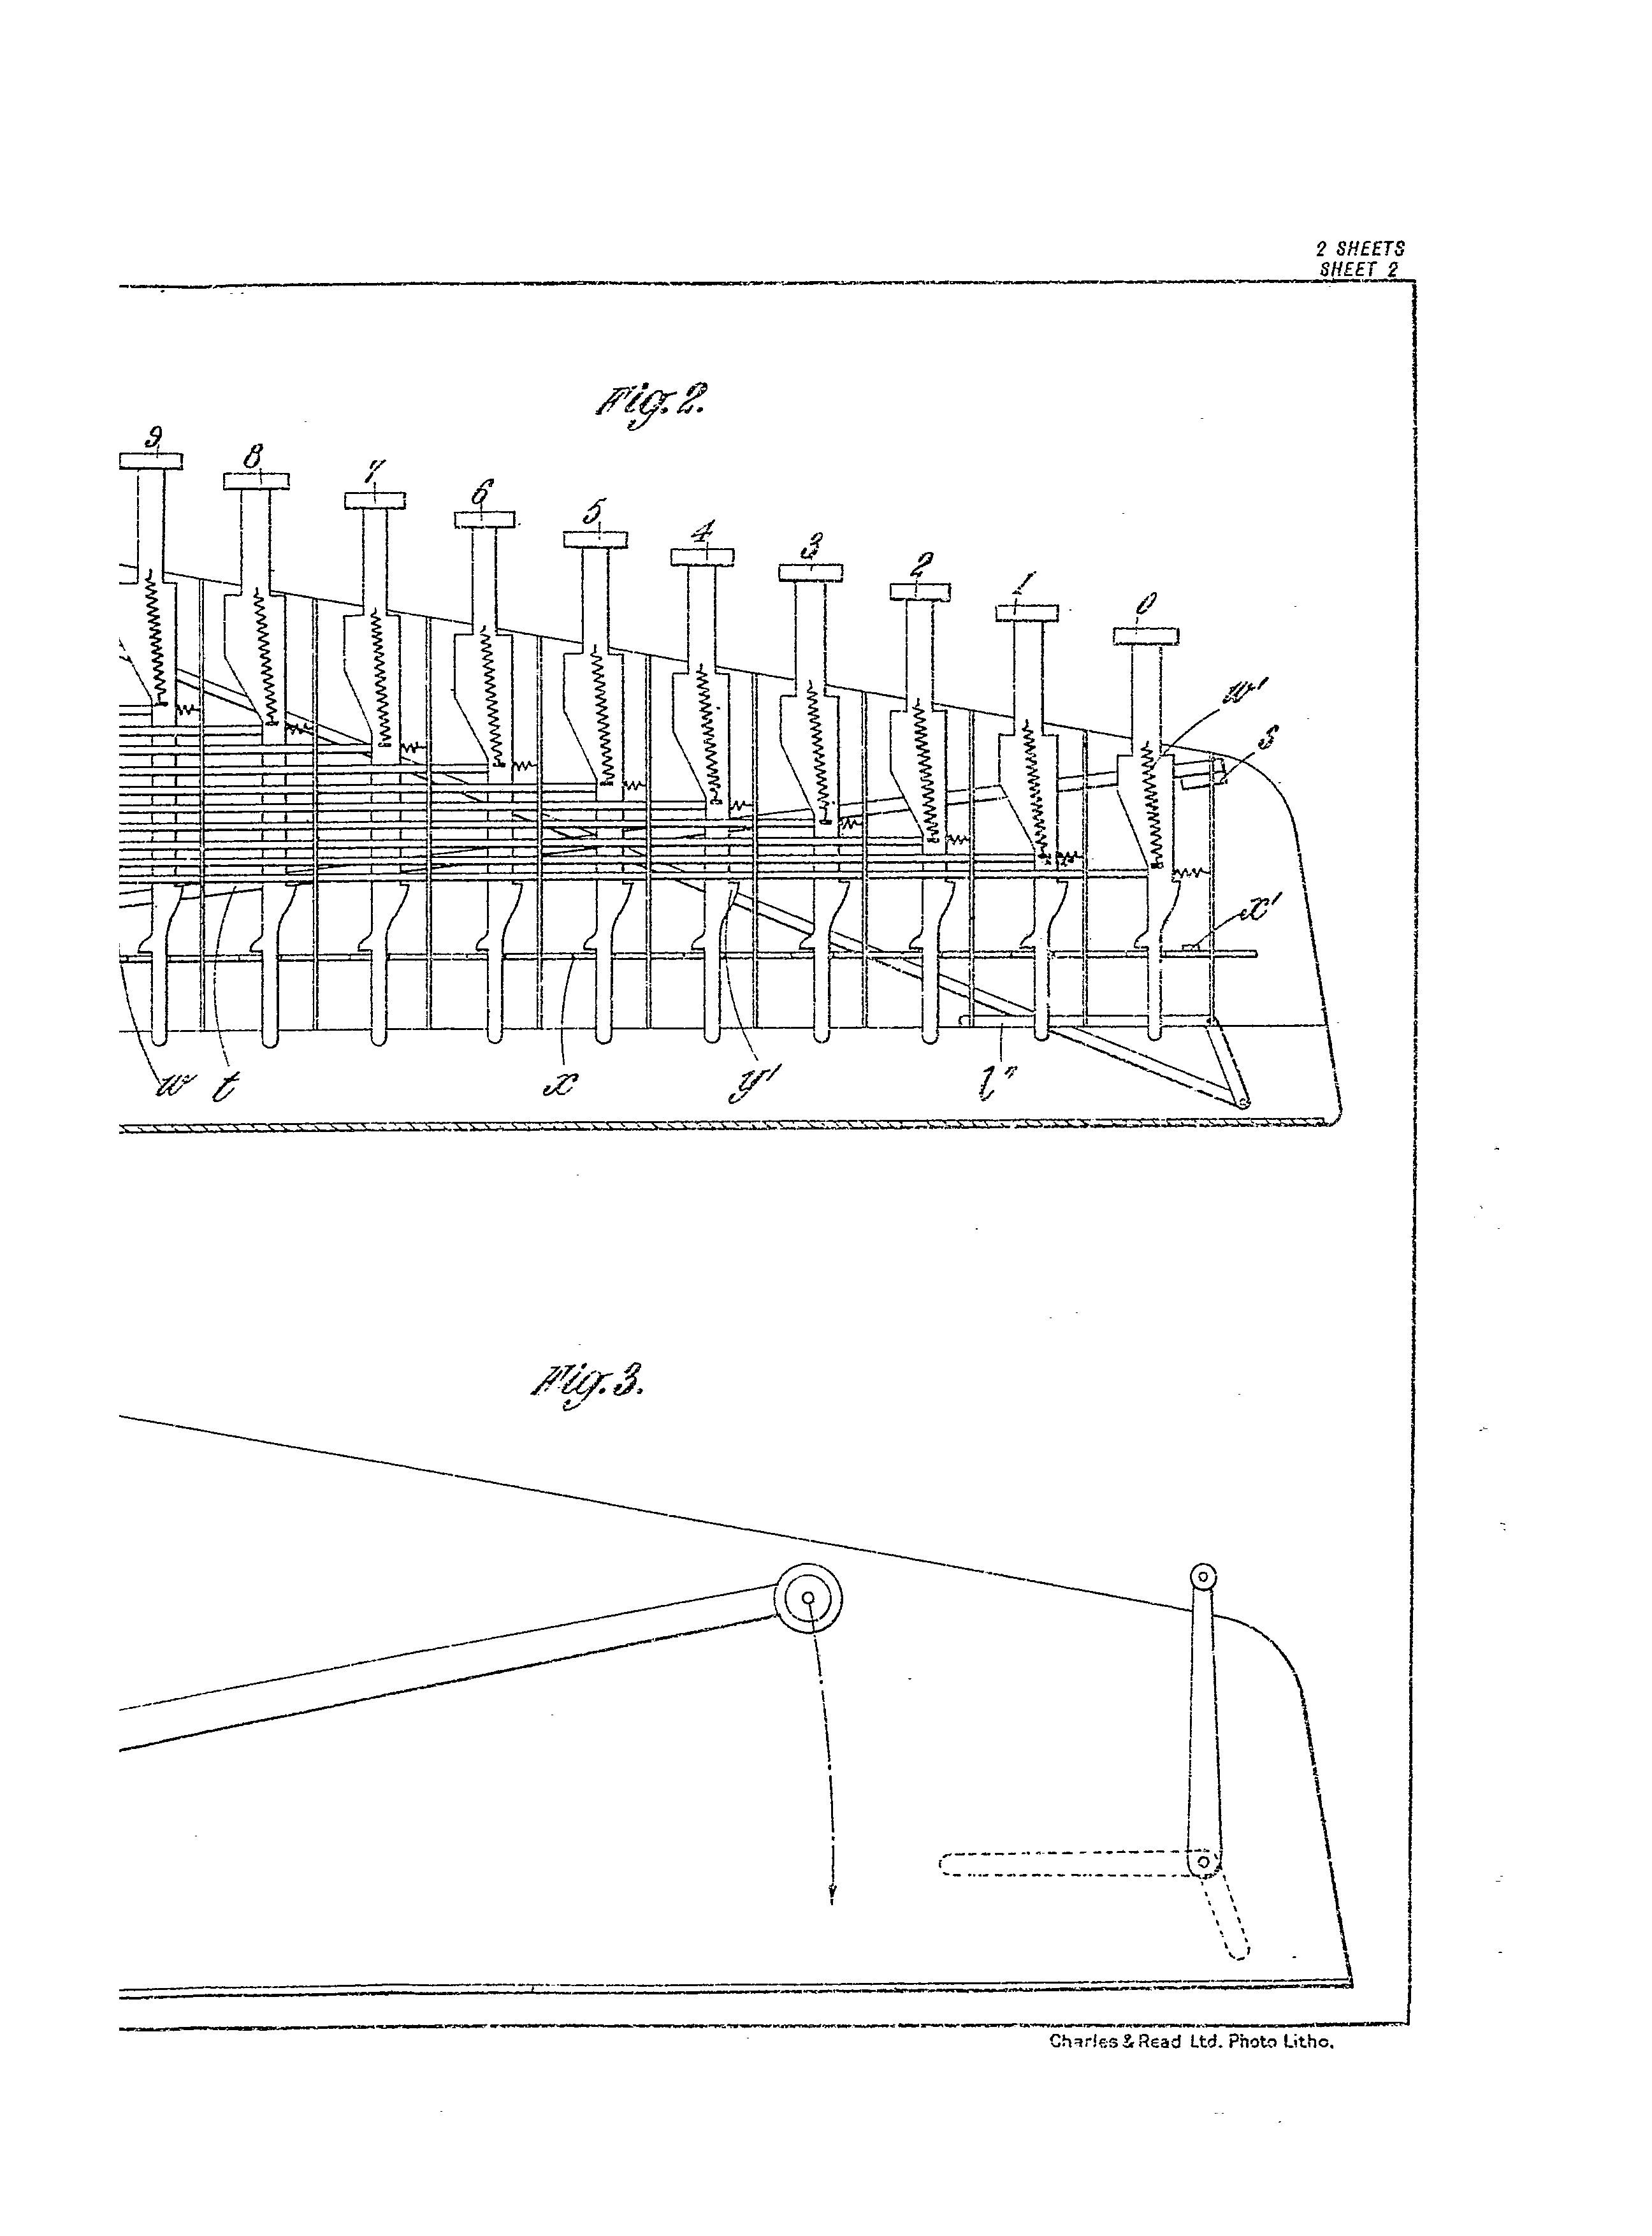 2 SHEETS
SHEET 2
Fig. 2.
9
8
7
6
5
4
3
2
1
0
w'
s
x'
w
t
x
y'
l"
Fig. 3.
Charles & Read Ltd. Photo Litho.